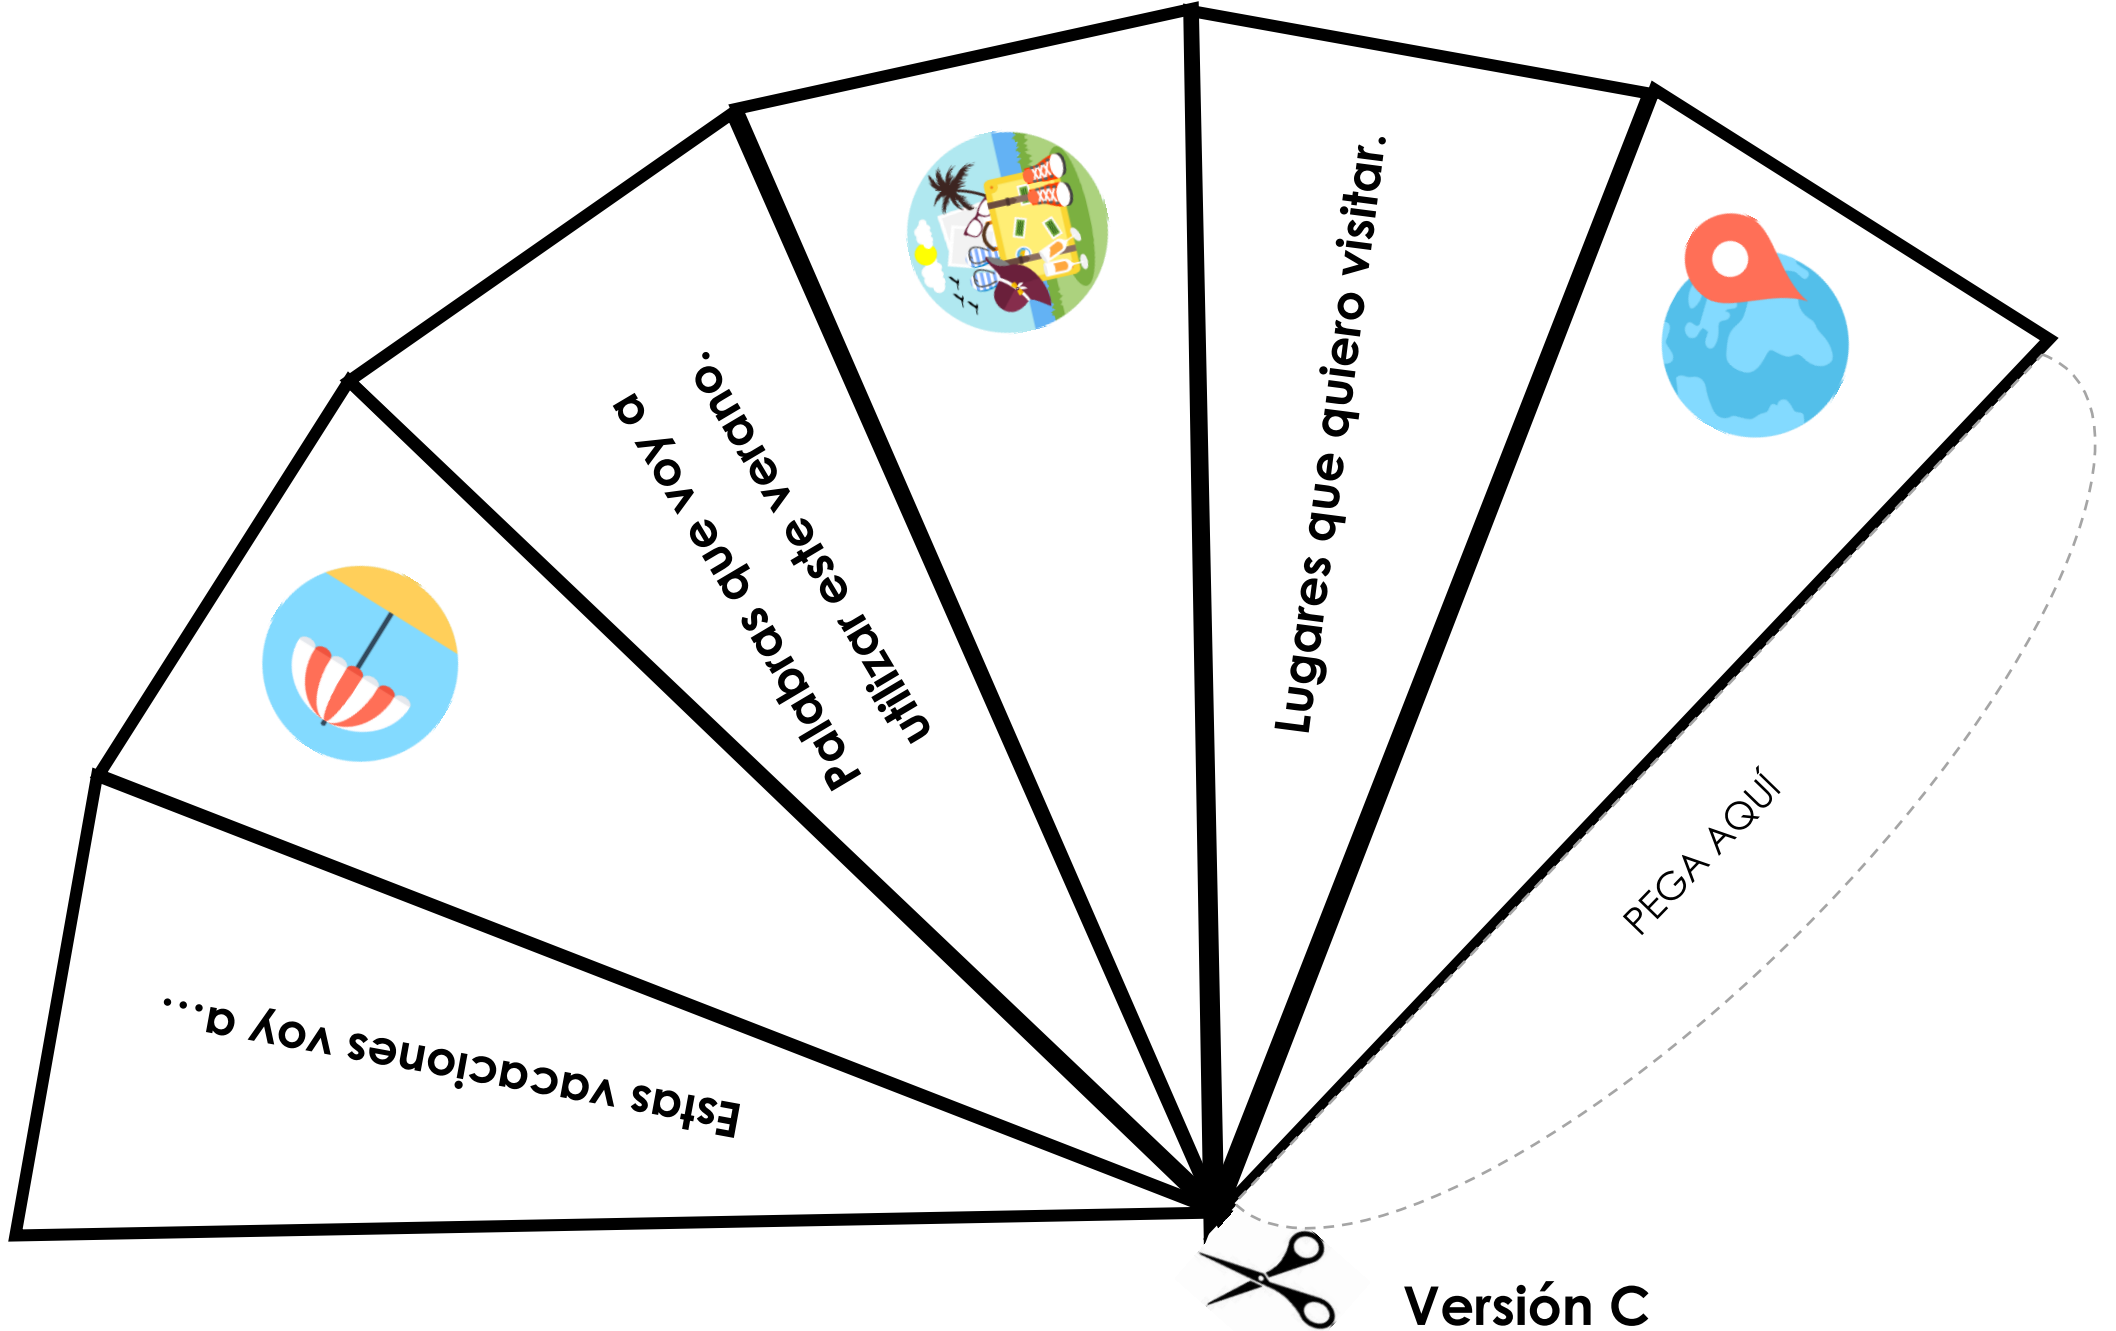 Estas vacaciones voy a...
Palabras que voy a
utilizar este verano.
Lugares que quiero visitar.
PEGA AQUÍ
Versión C